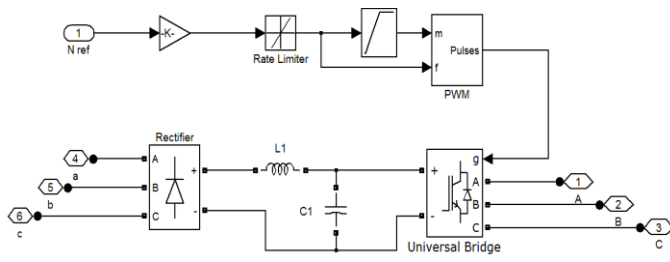 1
N ref
-K-
Rate Limiter
m
f
Pulses
PWM
Rectifier
4
a
5
b
6
c
A
B
C
+
-
L1
C1
+
-
g
A
B
C
Universal Bridge
1
A
2
B
3
C